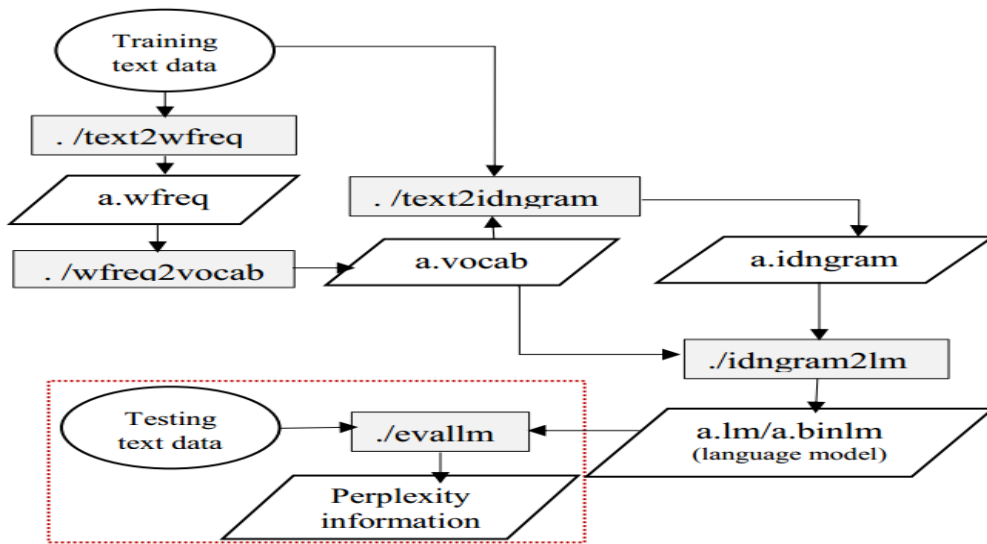 Training
text data
. /text2wfreq
a.wfreq
. /text2idngram
. /wfreq2vocab
a.vocab
a.idngram
./idngram2lm
Testing
text data
./evallm
a.lm/a.binlm
(language model)
Perplexity
information